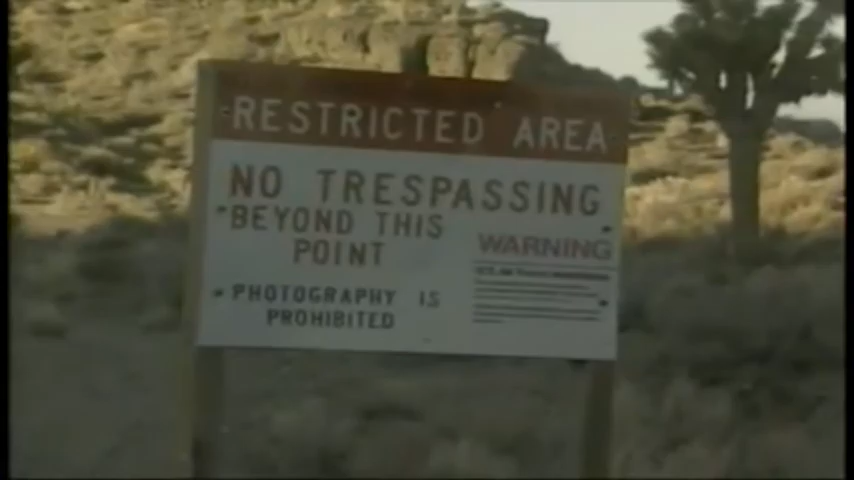 RESTRICTED AREA
NO TRESPASSING
BEYOND THIS
POINT
WARNING
PHOTOGRAPHY IS
PROHIBITED